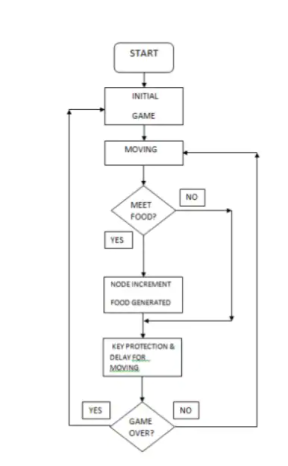 START
INITIAL
GAME
MOVING
MEET
FOOD?
NO
YES
NODE INCREMENT
FOOD GENERATED
KEY PROTECTION &
DELAY FOR
MOVING
YES
GAME
OVER?
NO